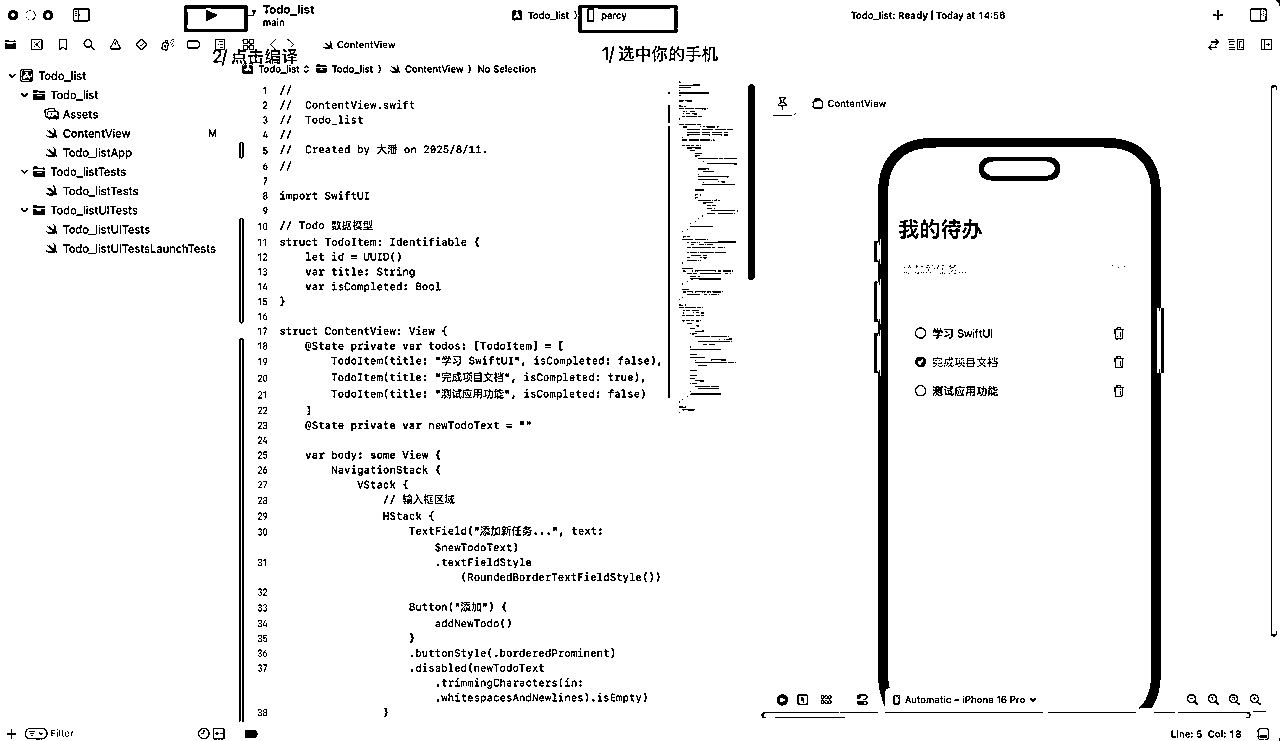 Todo_list
main
Todo_list
percy
Todo_list: Ready | Today at 14:56
2/ 点击编译
1/ 选中你的手机
ContentView
Todo_list
Todo_list
ContentView
No Selection
Todo_list
Todo_list
Assets
ContentView
M
Todo_listApp
Todo_listTests
Todo_listTests
Todo_listUITests
Todo_listUITests
Todo_listUITestsLaunchTests
1 //
2 //  ContentView.swift
3 //  Todo_list
4 //
5 //  Created by 大潘 on 2025/8/11.
6 //
7
8 import SwiftUI
9
10 // Todo 数据模型
11 struct TodoItem: Identifiable {
12     let id = UUID()
13     var title: String
14     var isCompleted: Bool
15 }
16
17 struct ContentView: View {
18     @State private var todos: [TodoItem] = [
19         TodoItem(title: "学习 SwiftUI", isCompleted: false),
20         TodoItem(title: "完成项目文档", isCompleted: true),
21         TodoItem(title: "测试应用功能", isCompleted: false)
22     ]
23     @State private var newTodoText = ""
24
25     var body: some View {
26         NavigationStack {
27             VStack {
28                 // 输入框区域
29                 HStack {
30                     TextField("添加新任务...", text:
$newTodoText)
31                         .textFieldStyle
(RoundedBorderTextFieldStyle())
32
33                     Button("添加") {
34                         addNewTodo()
35                     }
36                     .buttonStyle(.borderedProminent)
37                     .disabled(newTodoText
.trimmingCharacters(in:
.whitespacesAndNewlines).isEmpty)
38                 }
ContentView
我的待办
学习 SwiftUI
完成项目文档
测试应用功能
Automatic – iPhone 16 Pro
Filter
Line: 5 Col: 18